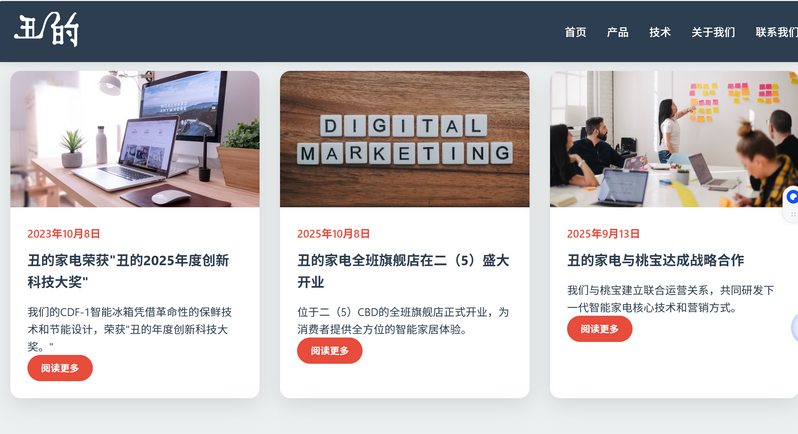 丑的
首页 产品 技术 关于我们 联系我们
DIGITAL
MARKETING
2023年10月8日
丑的家电荣获"丑的2025年度创新
科技大奖"
我们的CDF-1智能冰箱凭借革命性的保鲜技
术和节能设计，荣获"丑的年度创新科技大
奖。"
阅读更多
2025年10月8日
丑的家电全班旗舰店在二（5）盛大
开业
位于二（5）CBD的全班旗舰店正式开业，为
消费者提供全方位的智能家居体验。
阅读更多
2025年9月13日
丑的家电与桃宝达成战略合作
我们与桃宝建立联合运营关系，共同研发下
一代智能家电核心技术和营销方式。
阅读更多